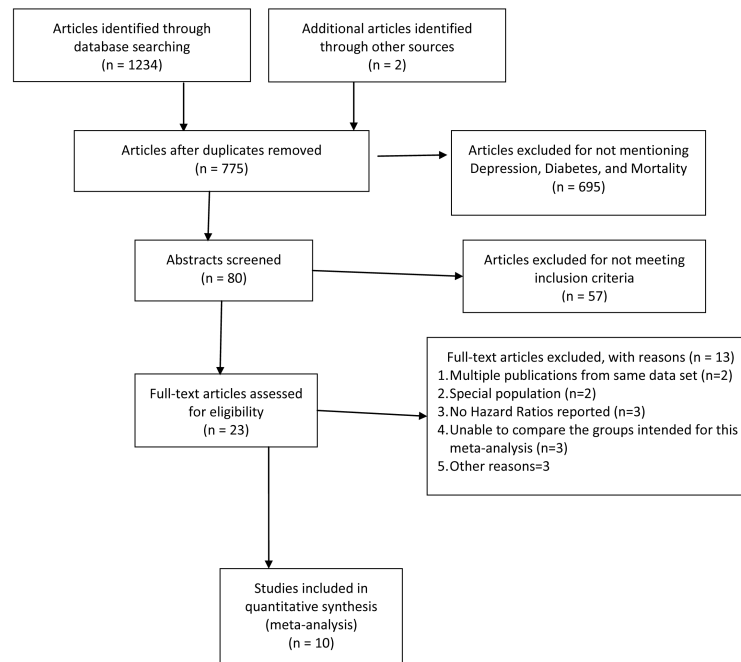 Articles identified through
database searching
(n = 1234)
Additional articles identified
through other sources
(n = 2)
Articles after duplicates removed
(n = 775)
Articles excluded for not mentioning
Depression, Diabetes, and Mortality
(n = 695)
Abstracts screened
(n = 80)
Articles excluded for not meeting
inclusion criteria
(n = 57)
Full-text articles assessed
for eligibility
(n = 23)
Full-text articles excluded, with reasons (n = 13)
1.Multiple publications from same data set (n=2)
2.Special population (n=2)
3.No Hazard Ratios reported (n=3)
4.Unable to compare the groups intended for this
meta-analysis (n=3)
5.Other reasons=3
Studies included in
quantitative synthesis
(meta-analysis)
(n = 10)